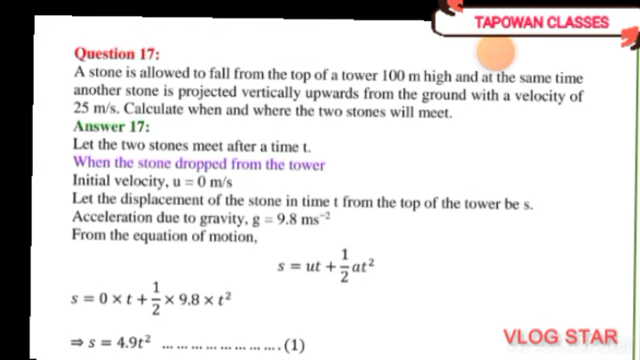 TAPOWAN CLASSES
Question 17:
A stone is allowed to fall from the top of a tower 100 m high and at the same time
another stone is projected vertically upwards from the ground with a velocity of
25 m/s. Calculate when and where the two stones will meet.
Answer 17:
Let the two stones meet after a time t.
When the stone dropped from the tower
Initial velocity, u = 0 m/s
Let the displacement of the stone in time t from the top of the tower be s.
Acceleration due to gravity, g = 9.8 ms⁻²
From the equation of motion,
s = ut + 1/2 at²
s = 0 × t + 1/2 × 9.8 × t²
⇒ s = 4.9t² … … … … … … … . (1)
VLOG STAR